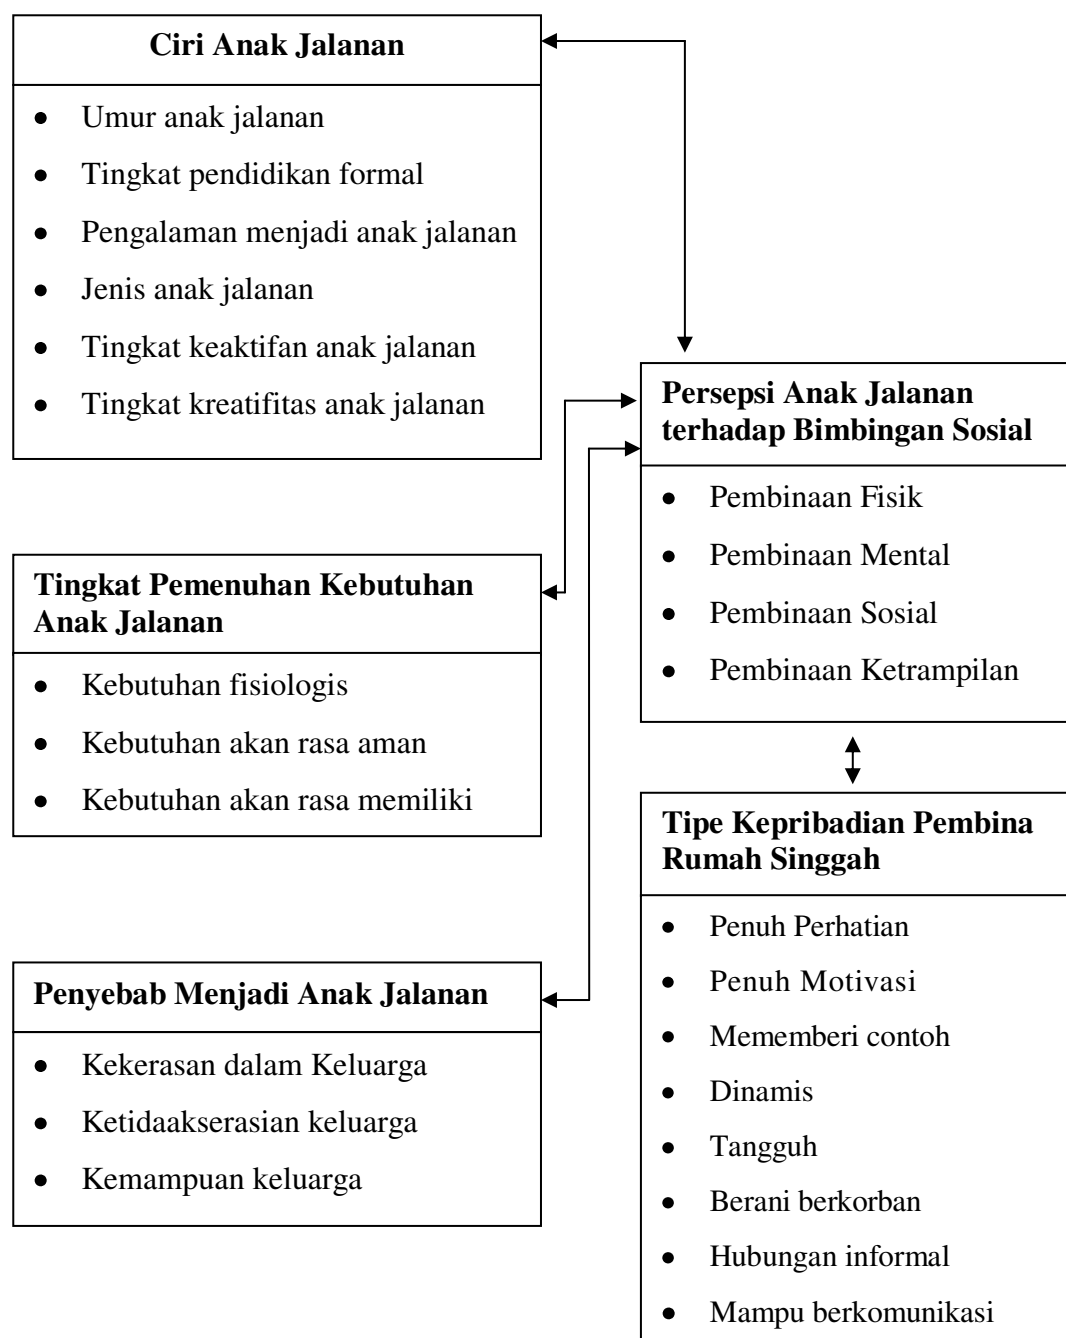 Ciri Anak Jalanan
• Umur anak jalanan
• Tingkat pendidikan formal
• Pengalaman menjadi anak jalanan
• Jenis anak jalanan
• Tingkat keaktifan anak jalanan
• Tingkat kreatifitas anak jalanan
Tingkat Pemenuhan Kebutuhan
Anak Jalanan
• Kebutuhan fisiologis
• Kebutuhan akan rasa aman
• Kebutuhan akan rasa memiliki
Penyebab Menjadi Anak Jalanan
• Kekerasan dalam Keluarga
• Ketidaakserasian keluarga
• Kemampuan keluarga
Persepsi Anak Jalanan
terhadap Bimbingan Sosial
• Pembinaan Fisik
• Pembinaan Mental
• Pembinaan Sosial
• Pembinaan Ketrampilan
Tipe Kepribadian Pembina
Rumah Singgah
• Penuh Perhatian
• Penuh Motivasi
• Mememberi contoh
• Dinamis
• Tangguh
• Berani berkorban
• Hubungan informal
• Mampu berkomunikasi